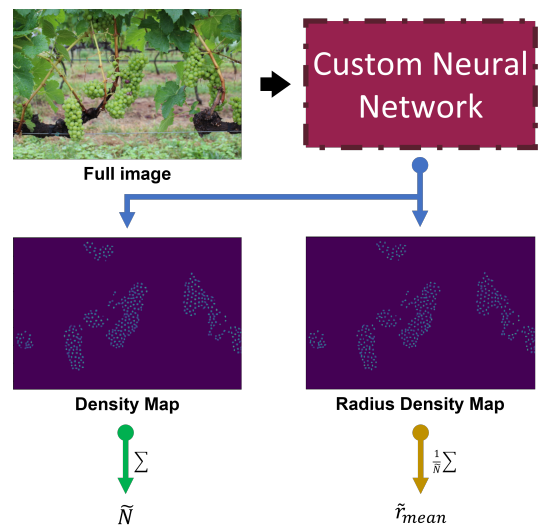 Custom Neural
Network
Full image
Density Map
Radius Density Map
∑
1/Ñ ∑
Ñ
r̃mean